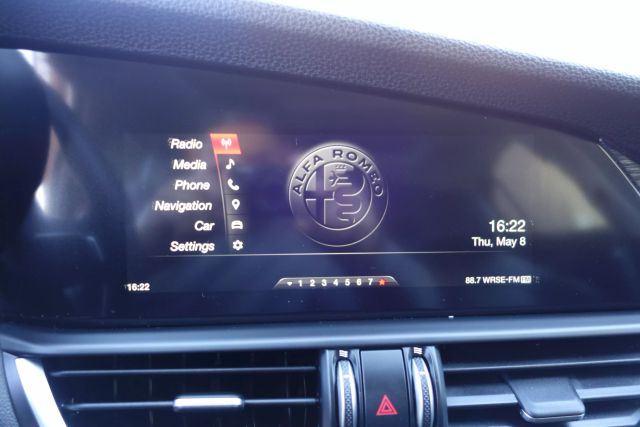 Radio
Media
Phone
Navigation
Car
Settings
ALFA ROMEO
16:22
Thu, May 8
16:22
1 2 3 4 5 6 7
88.7 WRSE-FM FM